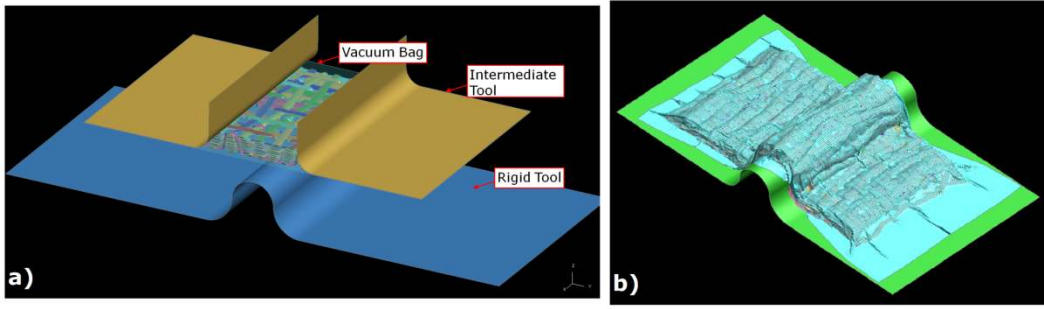 Vacuum Bag
Intermediate
Tool
Rigid Tool
a)
b)